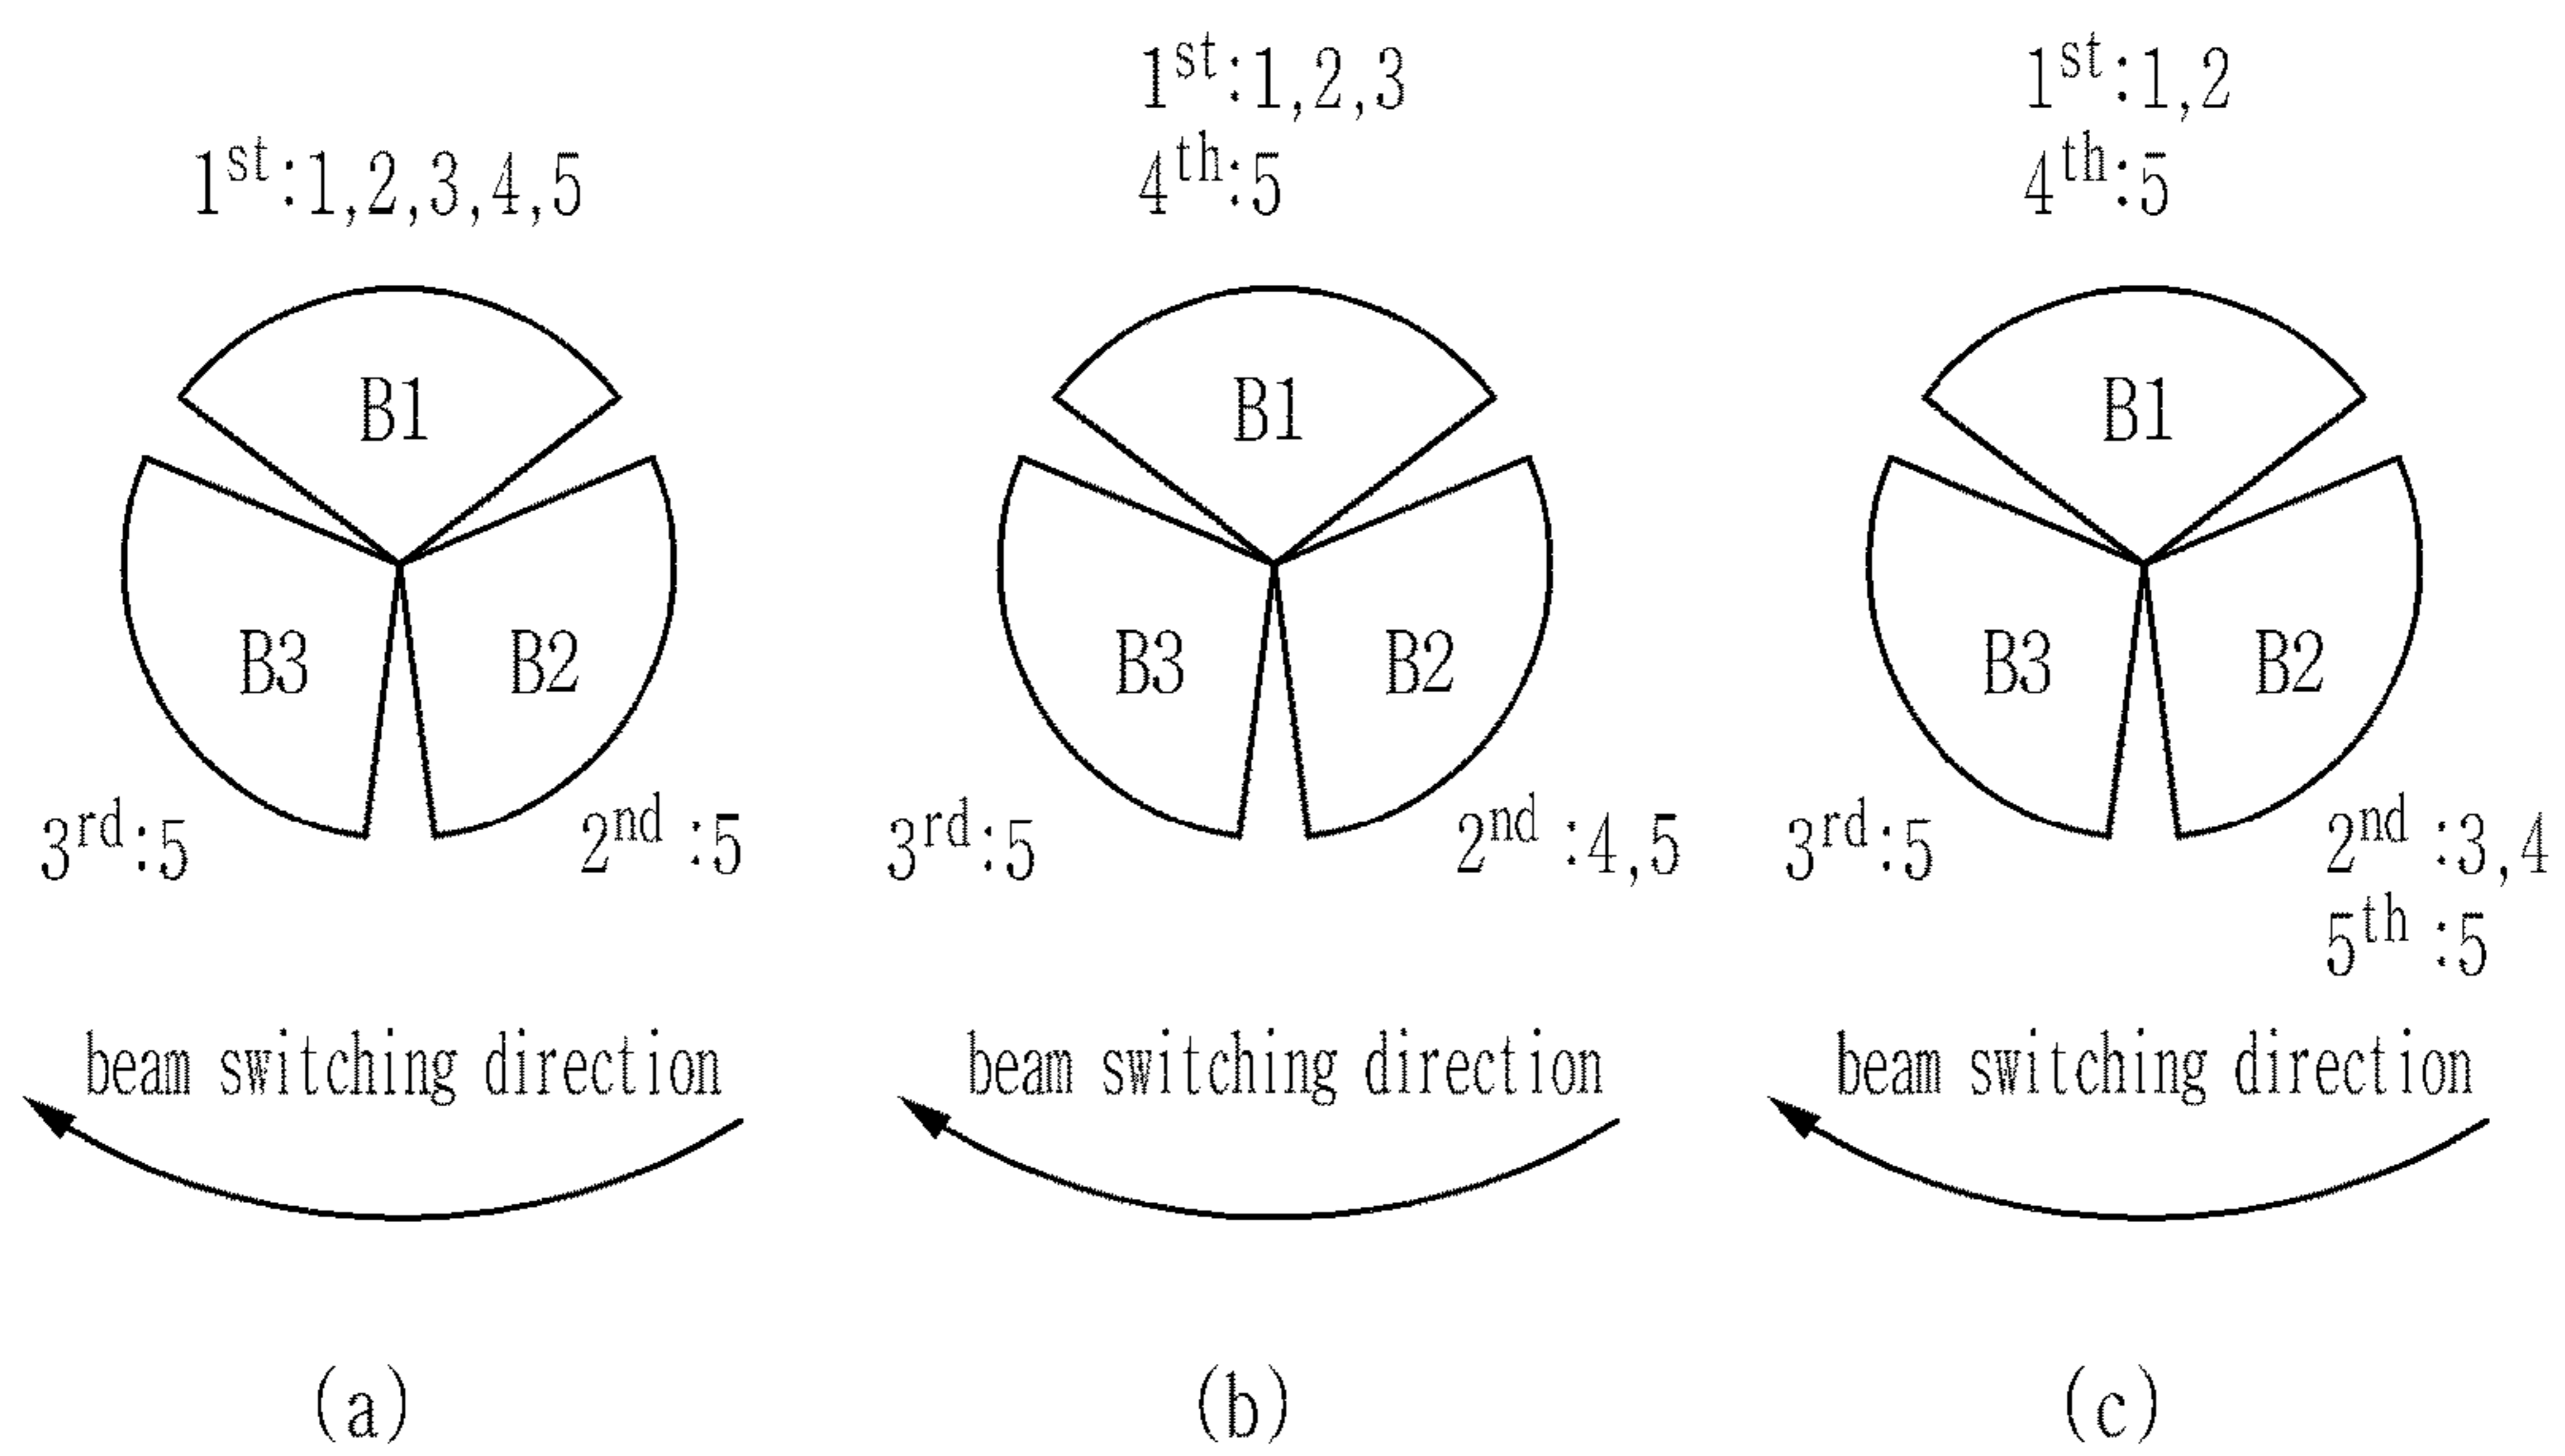 1st:1,2,3,4,5
B1
B3
B2
3rd:5
2nd :5
beam switching direction
(a)
1st:1,2,3
4th:5
B1
B3
B2
3rd:5
2nd :4,5
beam switching direction
(b)
1st:1,2
4th:5
B1
B3
B2
3rd:5
2nd :3,4
5th :5
beam switching direction
(c)